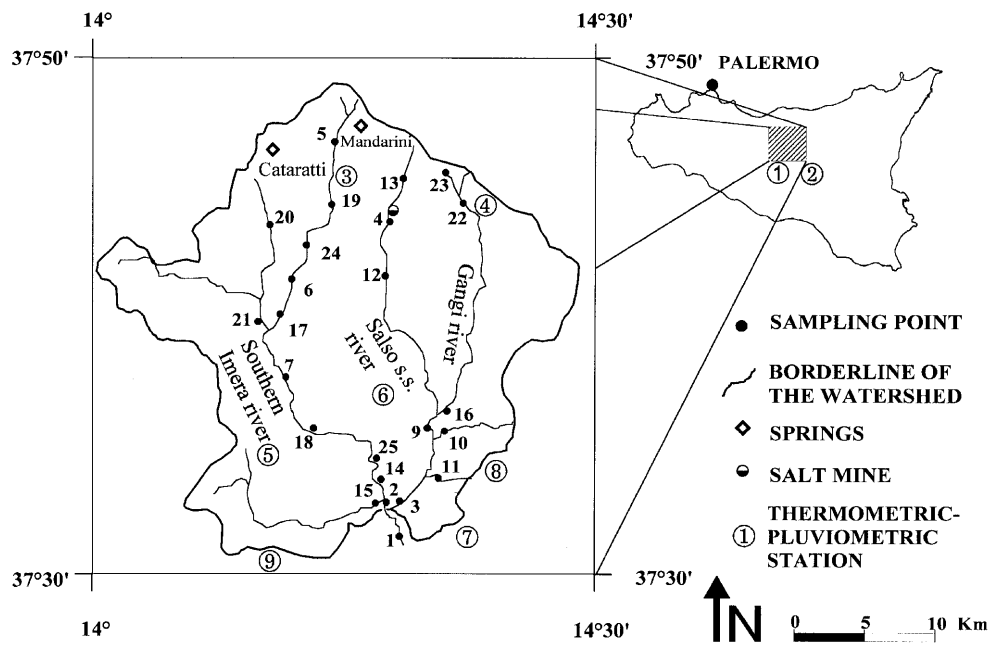 14°
14°30'
37°50'
37°50'
PALERMO
5
Mandarini
Cataratti
3
13
23
19
4
22
4
20
24
12
6
Gangi river
1
2
17
21
Salso s.s.
river
Southern
Imera river
7
6
18
9
16
10
5
25
11
8
14
15
2
3
1
7
9
SAMPLING POINT
BORDERLINE OF
THE WATERSHED
SPRINGS
SALT MINE
1
THERMOMETRIC-
PLUVIOMETRIC
STATION
37°30'
37°30'
14°
14°30'
N
0
5
10 Km